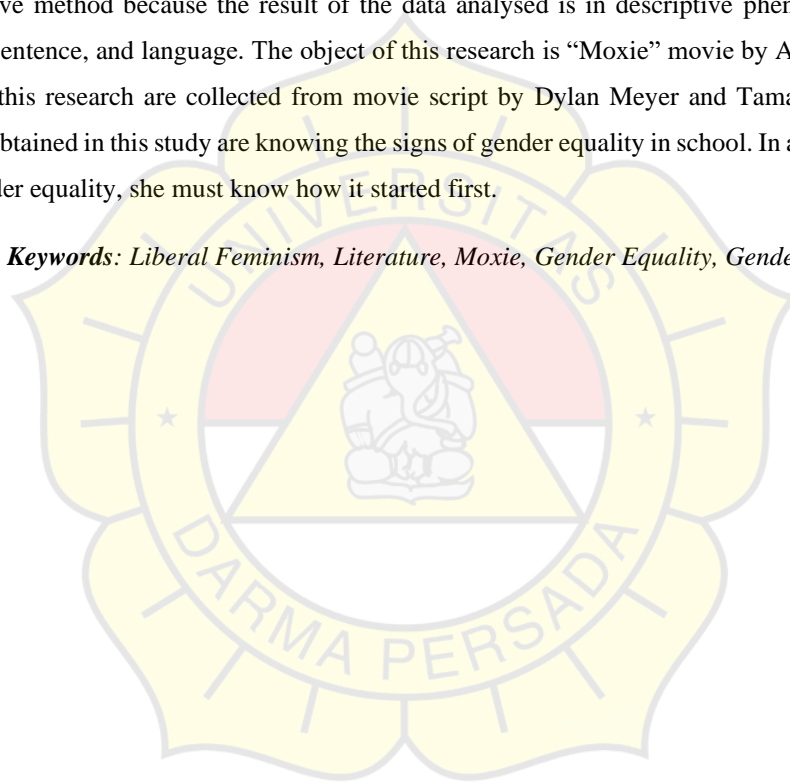 ve method because the result of the data analysed is in descriptive phen
entence, and language. The object of this research is “Moxie” movie by A
this research are collected from movie script by Dylan Meyer and Tama
btained in this study are knowing the signs of gender equality in school. In a
der equality, she must know how it started first.
Keywords: Liberal Feminism, Literature, Moxie, Gender Equality, Gende
UNIVERSITAS
DARMA PERSADA